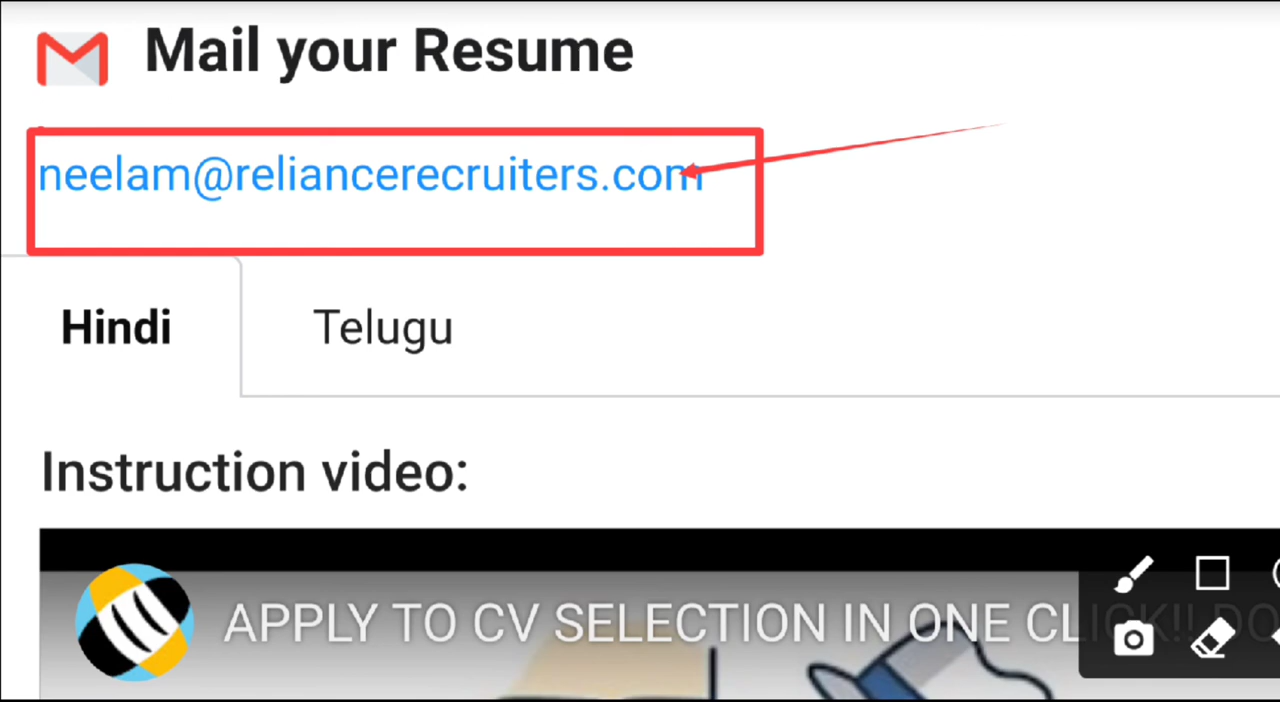 Mail your Resume
neelam@reliancerecruiters.com
Hindi
Telugu
Instruction video:
APPLY TO CV SELECTION IN ONE CLICK!! DO